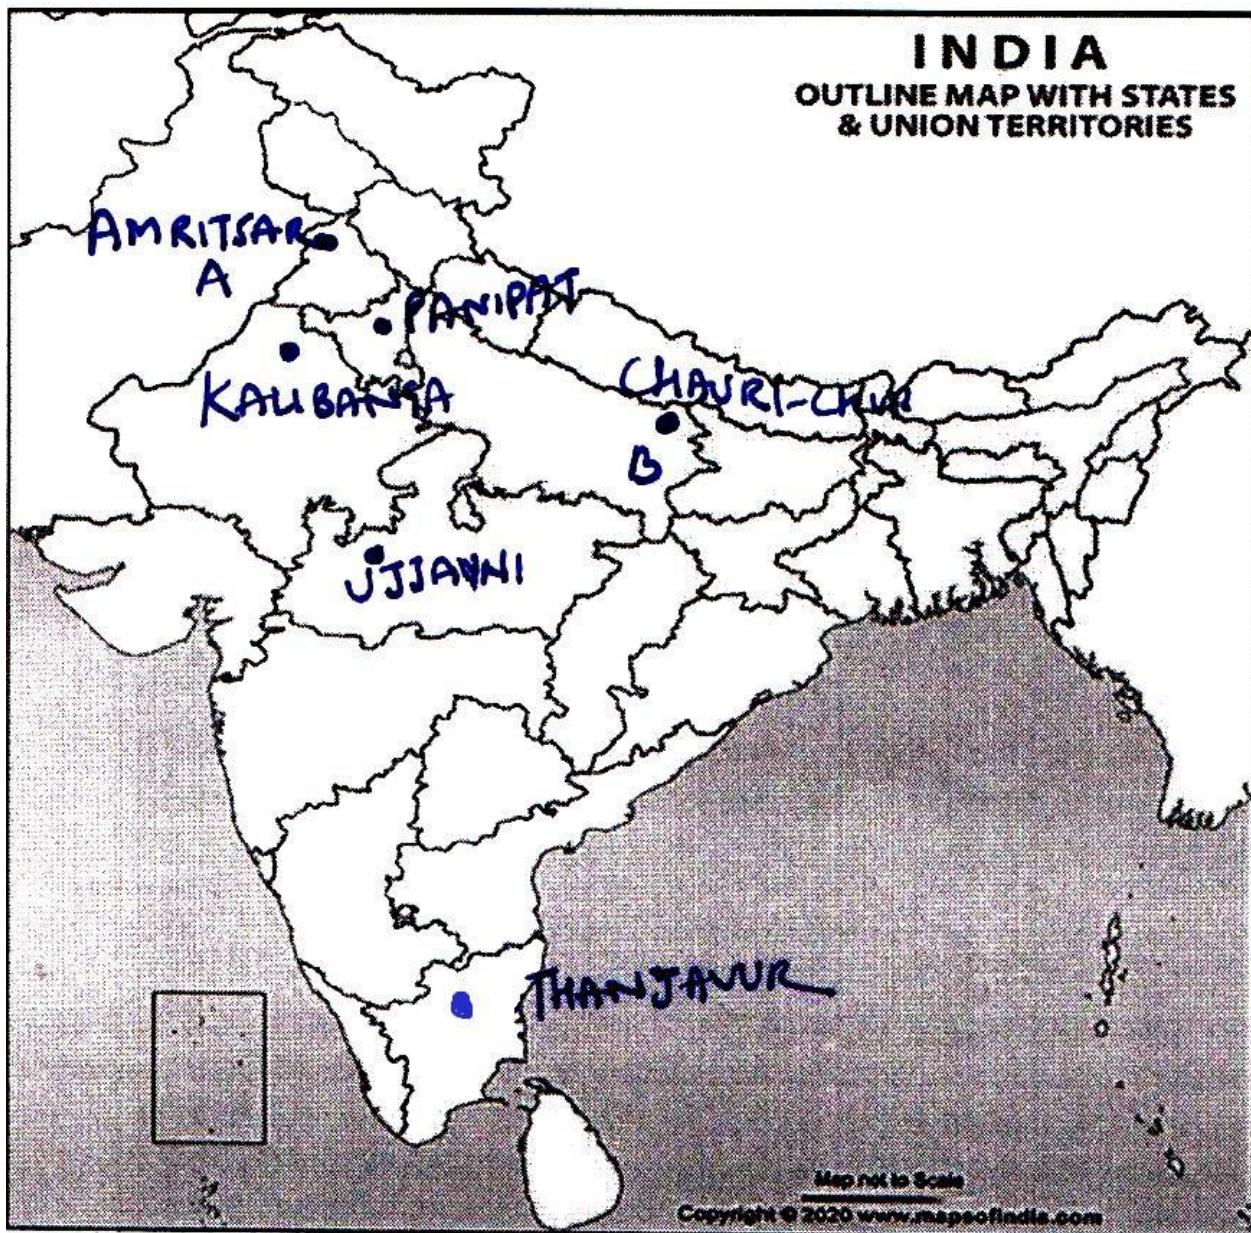 INDIA
OUTLINE MAP WITH STATES
& UNION TERRITORIES
AMRITSAR
A
PANIPAT
KALIBANGA
CHAURI-CHUR
B
UJJAYNI
THANJAVUR
Map not to Scale
Copyright © 2020 www.mapsofindia.com